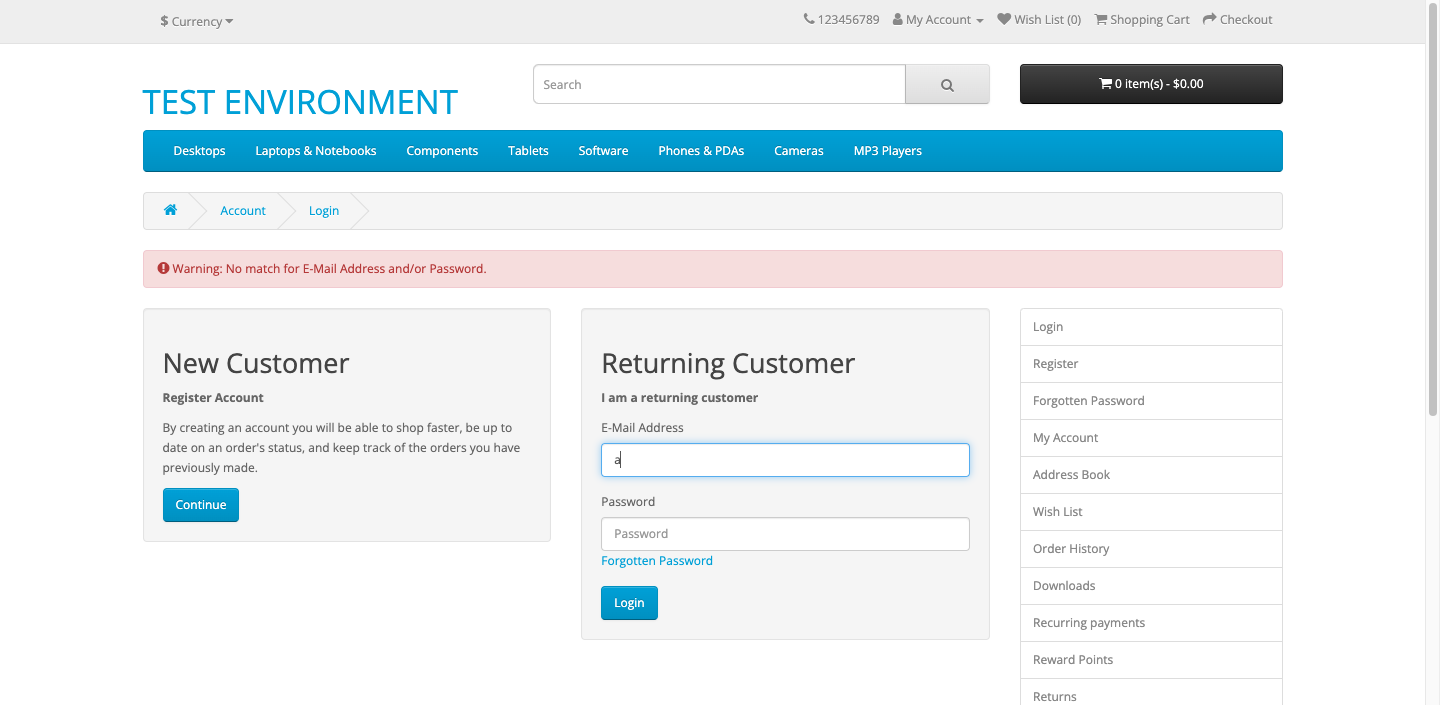 $ Currency
123456789 My Account Wish List (0) Shopping Cart Checkout
TEST ENVIRONMENT
Search
0 item(s) - $0.00
Desktops Laptops & Notebooks Components Tablets Software Phones & PDAs Cameras MP3 Players
Account Login
Warning: No match for E-Mail Address and/or Password.
New Customer
Register Account
By creating an account you will be able to shop faster, be up to
date on an order's status, and keep track of the orders you have
previously made.
Continue
Returning Customer
I am a returning customer
E-Mail Address
a
Password
Password
Forgotten Password
Login
Login
Register
Forgotten Password
My Account
Address Book
Wish List
Order History
Downloads
Recurring payments
Reward Points
Returns